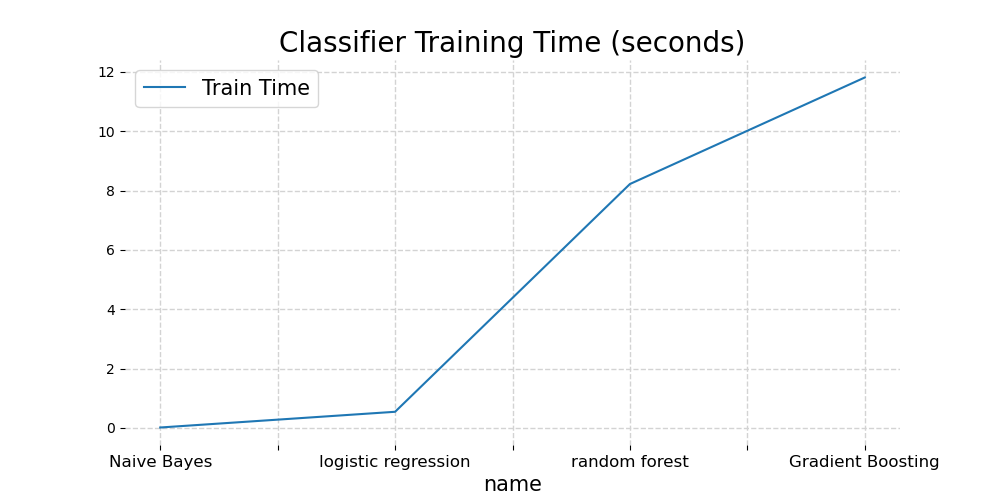 Classifier Training Time (seconds)
Train Time
12
10
8
6
4
2
0
Naive Bayes logistic regression random forest Gradient Boosting
name